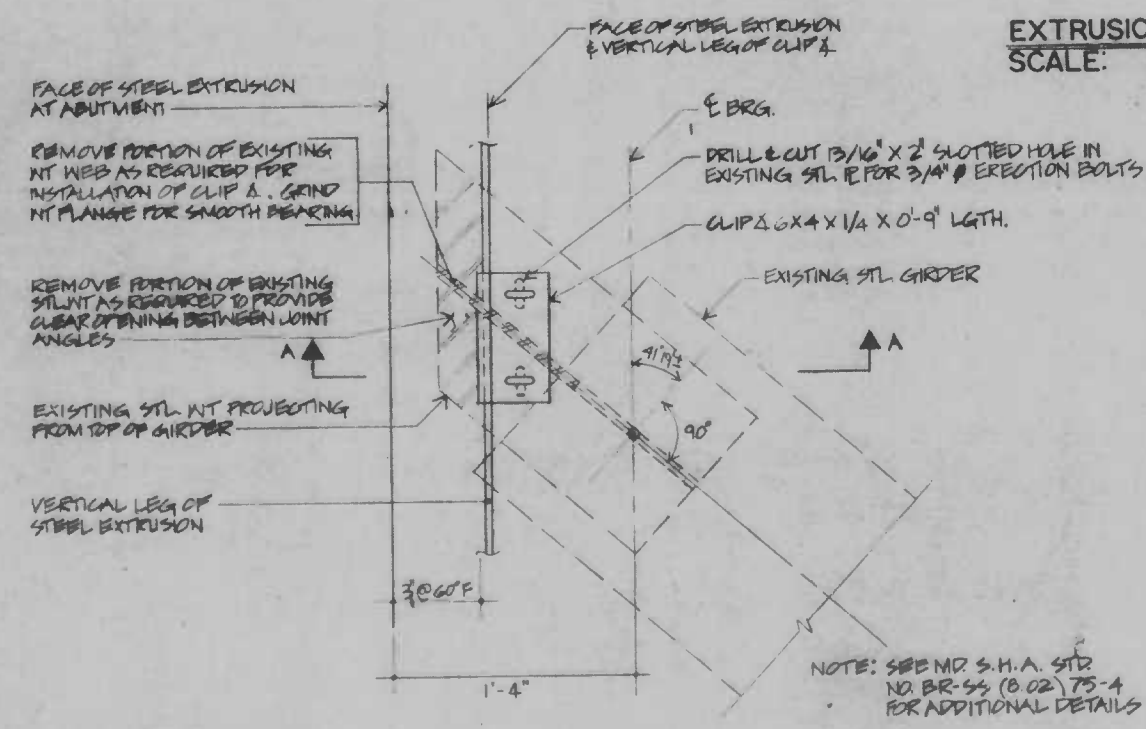 FACE OF STEEL EXTRUSION
& VERTICAL LEG OF CLIP ∠
EXTRUSIO
SCALE:
FACE OF STEEL EXTRUSION
AT ABUTMENT
℄ BRG.
REMOVE PORTION OF EXISTING
WT WEB AS REQUIRED FOR
INSTALLATION OF CLIP ∠. GRIND
WT FLANGE FOR SMOOTH BEARING
DRILL & CUT 13/16" X 2" SLOTTED HOLE IN
EXISTING STL. ℙ FOR 3/4" ø ERECTION BOLTS
CLIP ∠ 6 X 4 X 1/4 X 0'-9" LGTH.
EXISTING STL. GIRDER
REMOVE PORTION OF EXISTING
STL. WT AS REQUIRED TO PROVIDE
CLEAR OPENING BETWEEN JOINT
ANGLES
A
A
41°19'±
EXISTING STL. WT PROJECTING
FROM TOP OF GIRDER
90°
VERTICAL LEG OF
STEEL EXTRUSION
@ 60°F
1'-4"
NOTE: SEE MD. S.H.A. STD.
NO. BR-SS (8.02) 75-4
FOR ADDITIONAL DETAILS